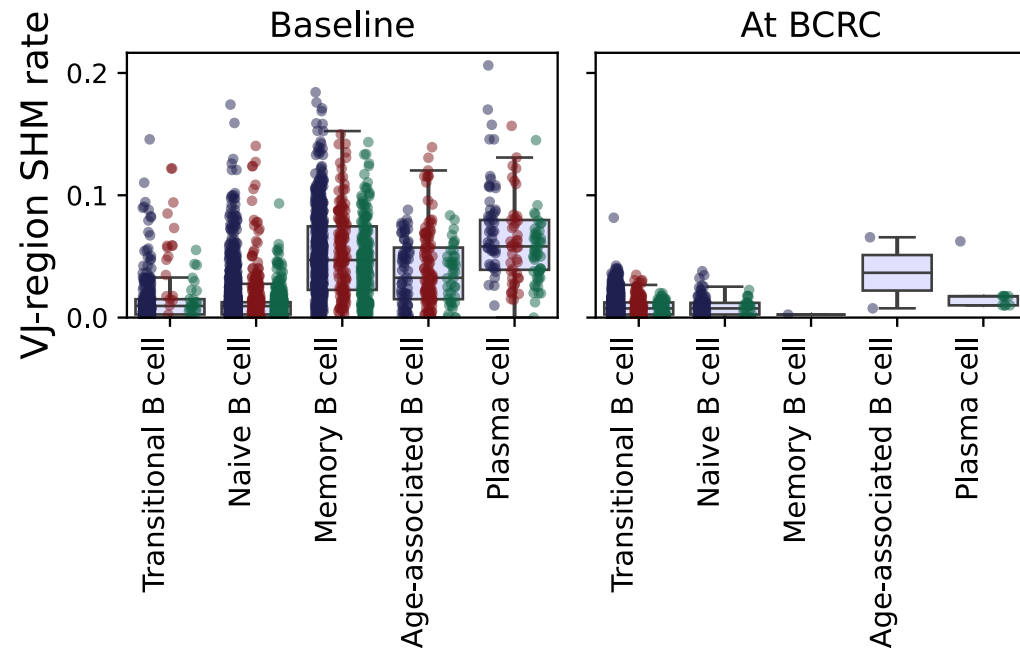 Baseline
At BCRC
VJ-region SHM rate
0.2
0.1
0.0
Transitional B cell
Naive B cell
Memory B cell
Age-associated B cell
Plasma cell
Transitional B cell
Naive B cell
Memory B cell
Age-associated B cell
Plasma cell